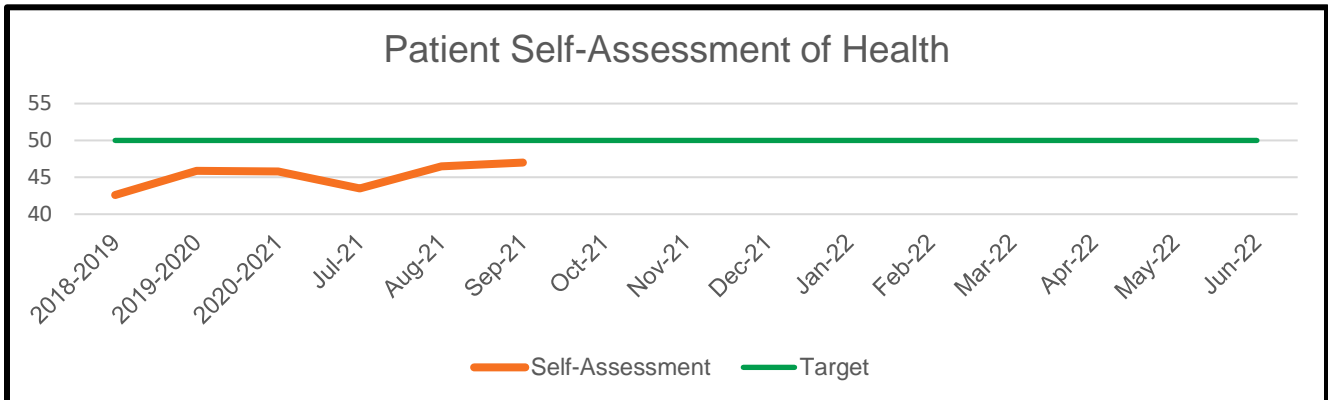 Patient Self-Assessment of Health
55
50
45
40
2018-2019
2019-2020
2020-2021
Jul-21
Aug-21
Sep-21
Oct-21
Nov-21
Dec-21
Jan-22
Feb-22
Mar-22
Apr-22
May-22
Jun-22
Self-Assessment Target